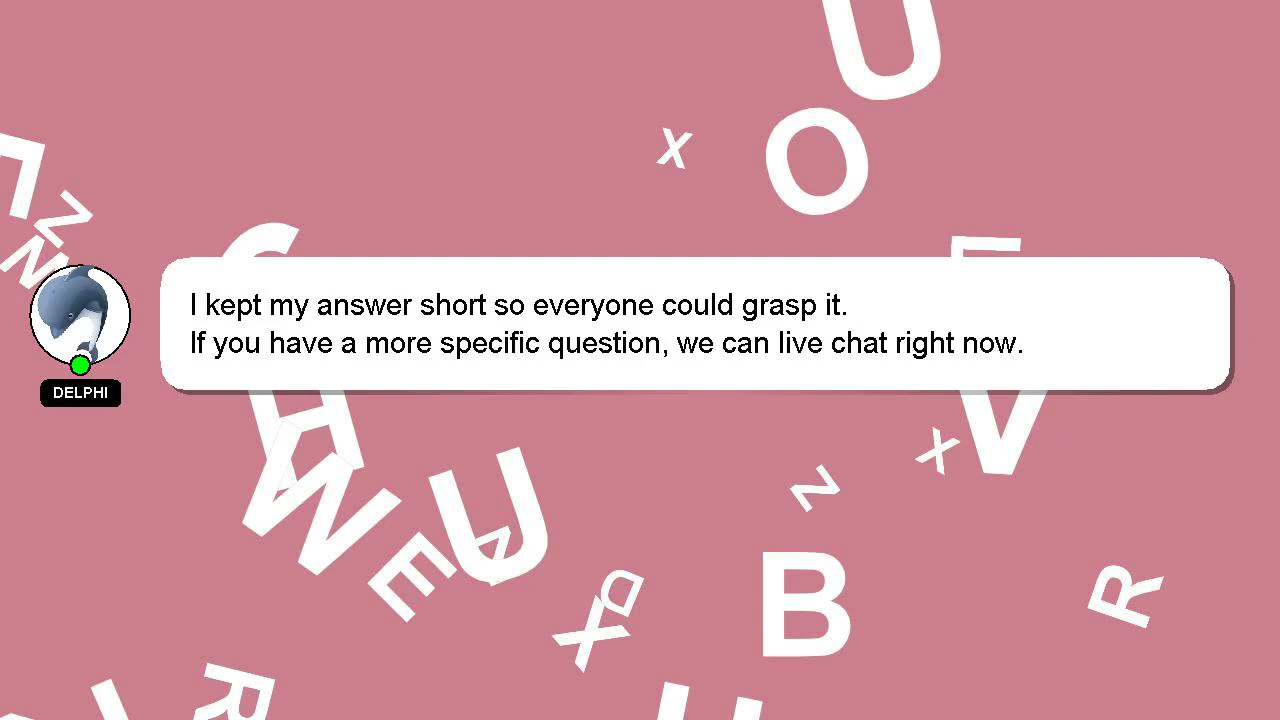 U
O
X
Z
N
I kept my answer short so everyone could grasp it.
If you have a more specific question, we can live chat right now.
DELPHI
V
X
W
U
Z
E
D
X
B
R
R